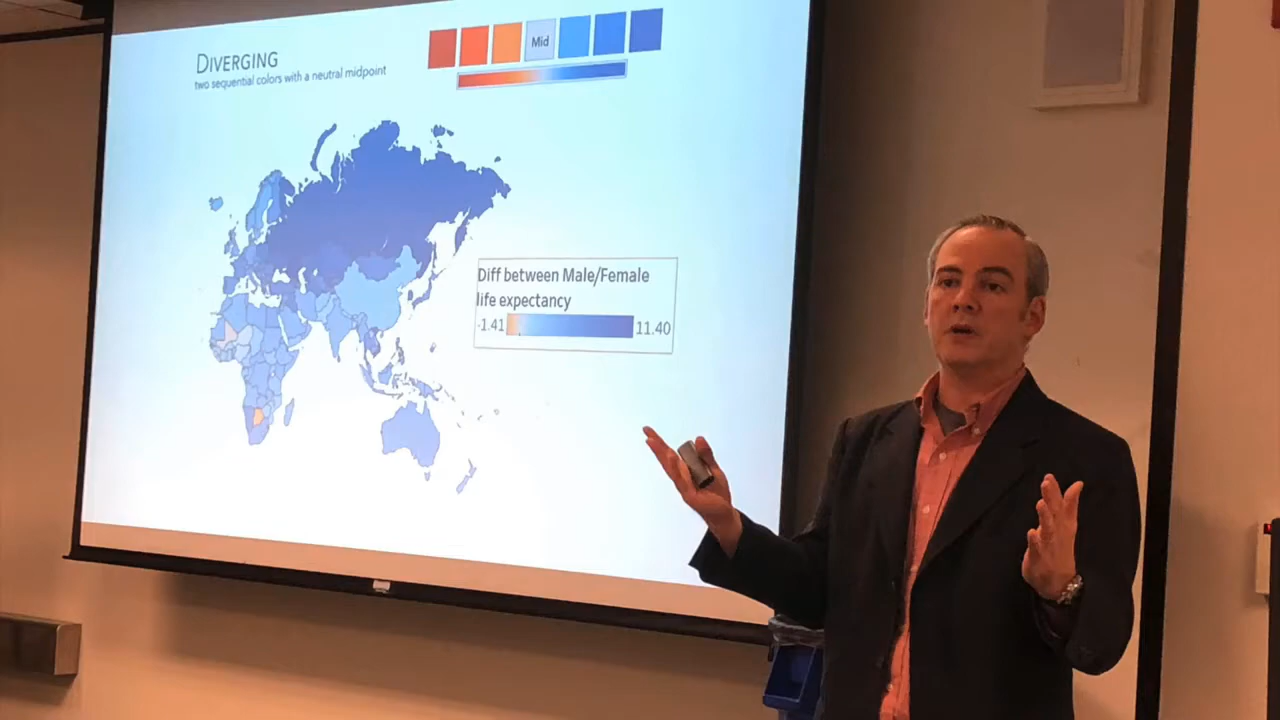 DIVERGING
two sequential colors with a neutral midpoint
Mid
Diff between Male/Female
life expectancy
-1.41
11.40